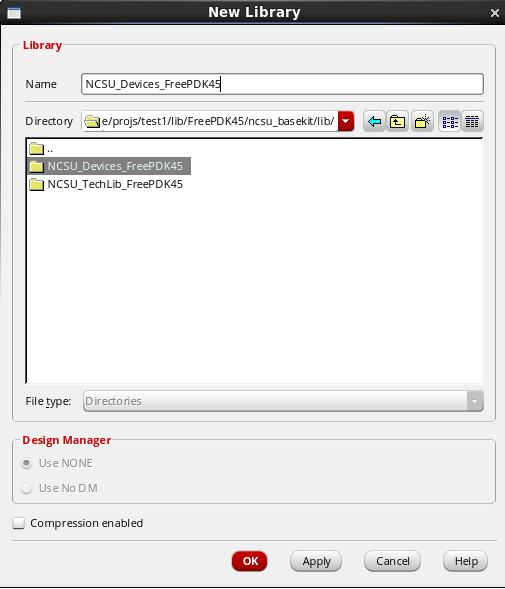 New Library
Library
Name NCSU_Devices_FreePDK45
Directory e/projs/test1/lib/FreePDK45/ncsu_basekit/lib/
..
NCSU_Devices_FreePDK45
NCSU_TechLib_FreePDK45
File type: Directories
Design Manager
Use NONE
Use No DM
Compression enabled
OK Apply Cancel Help